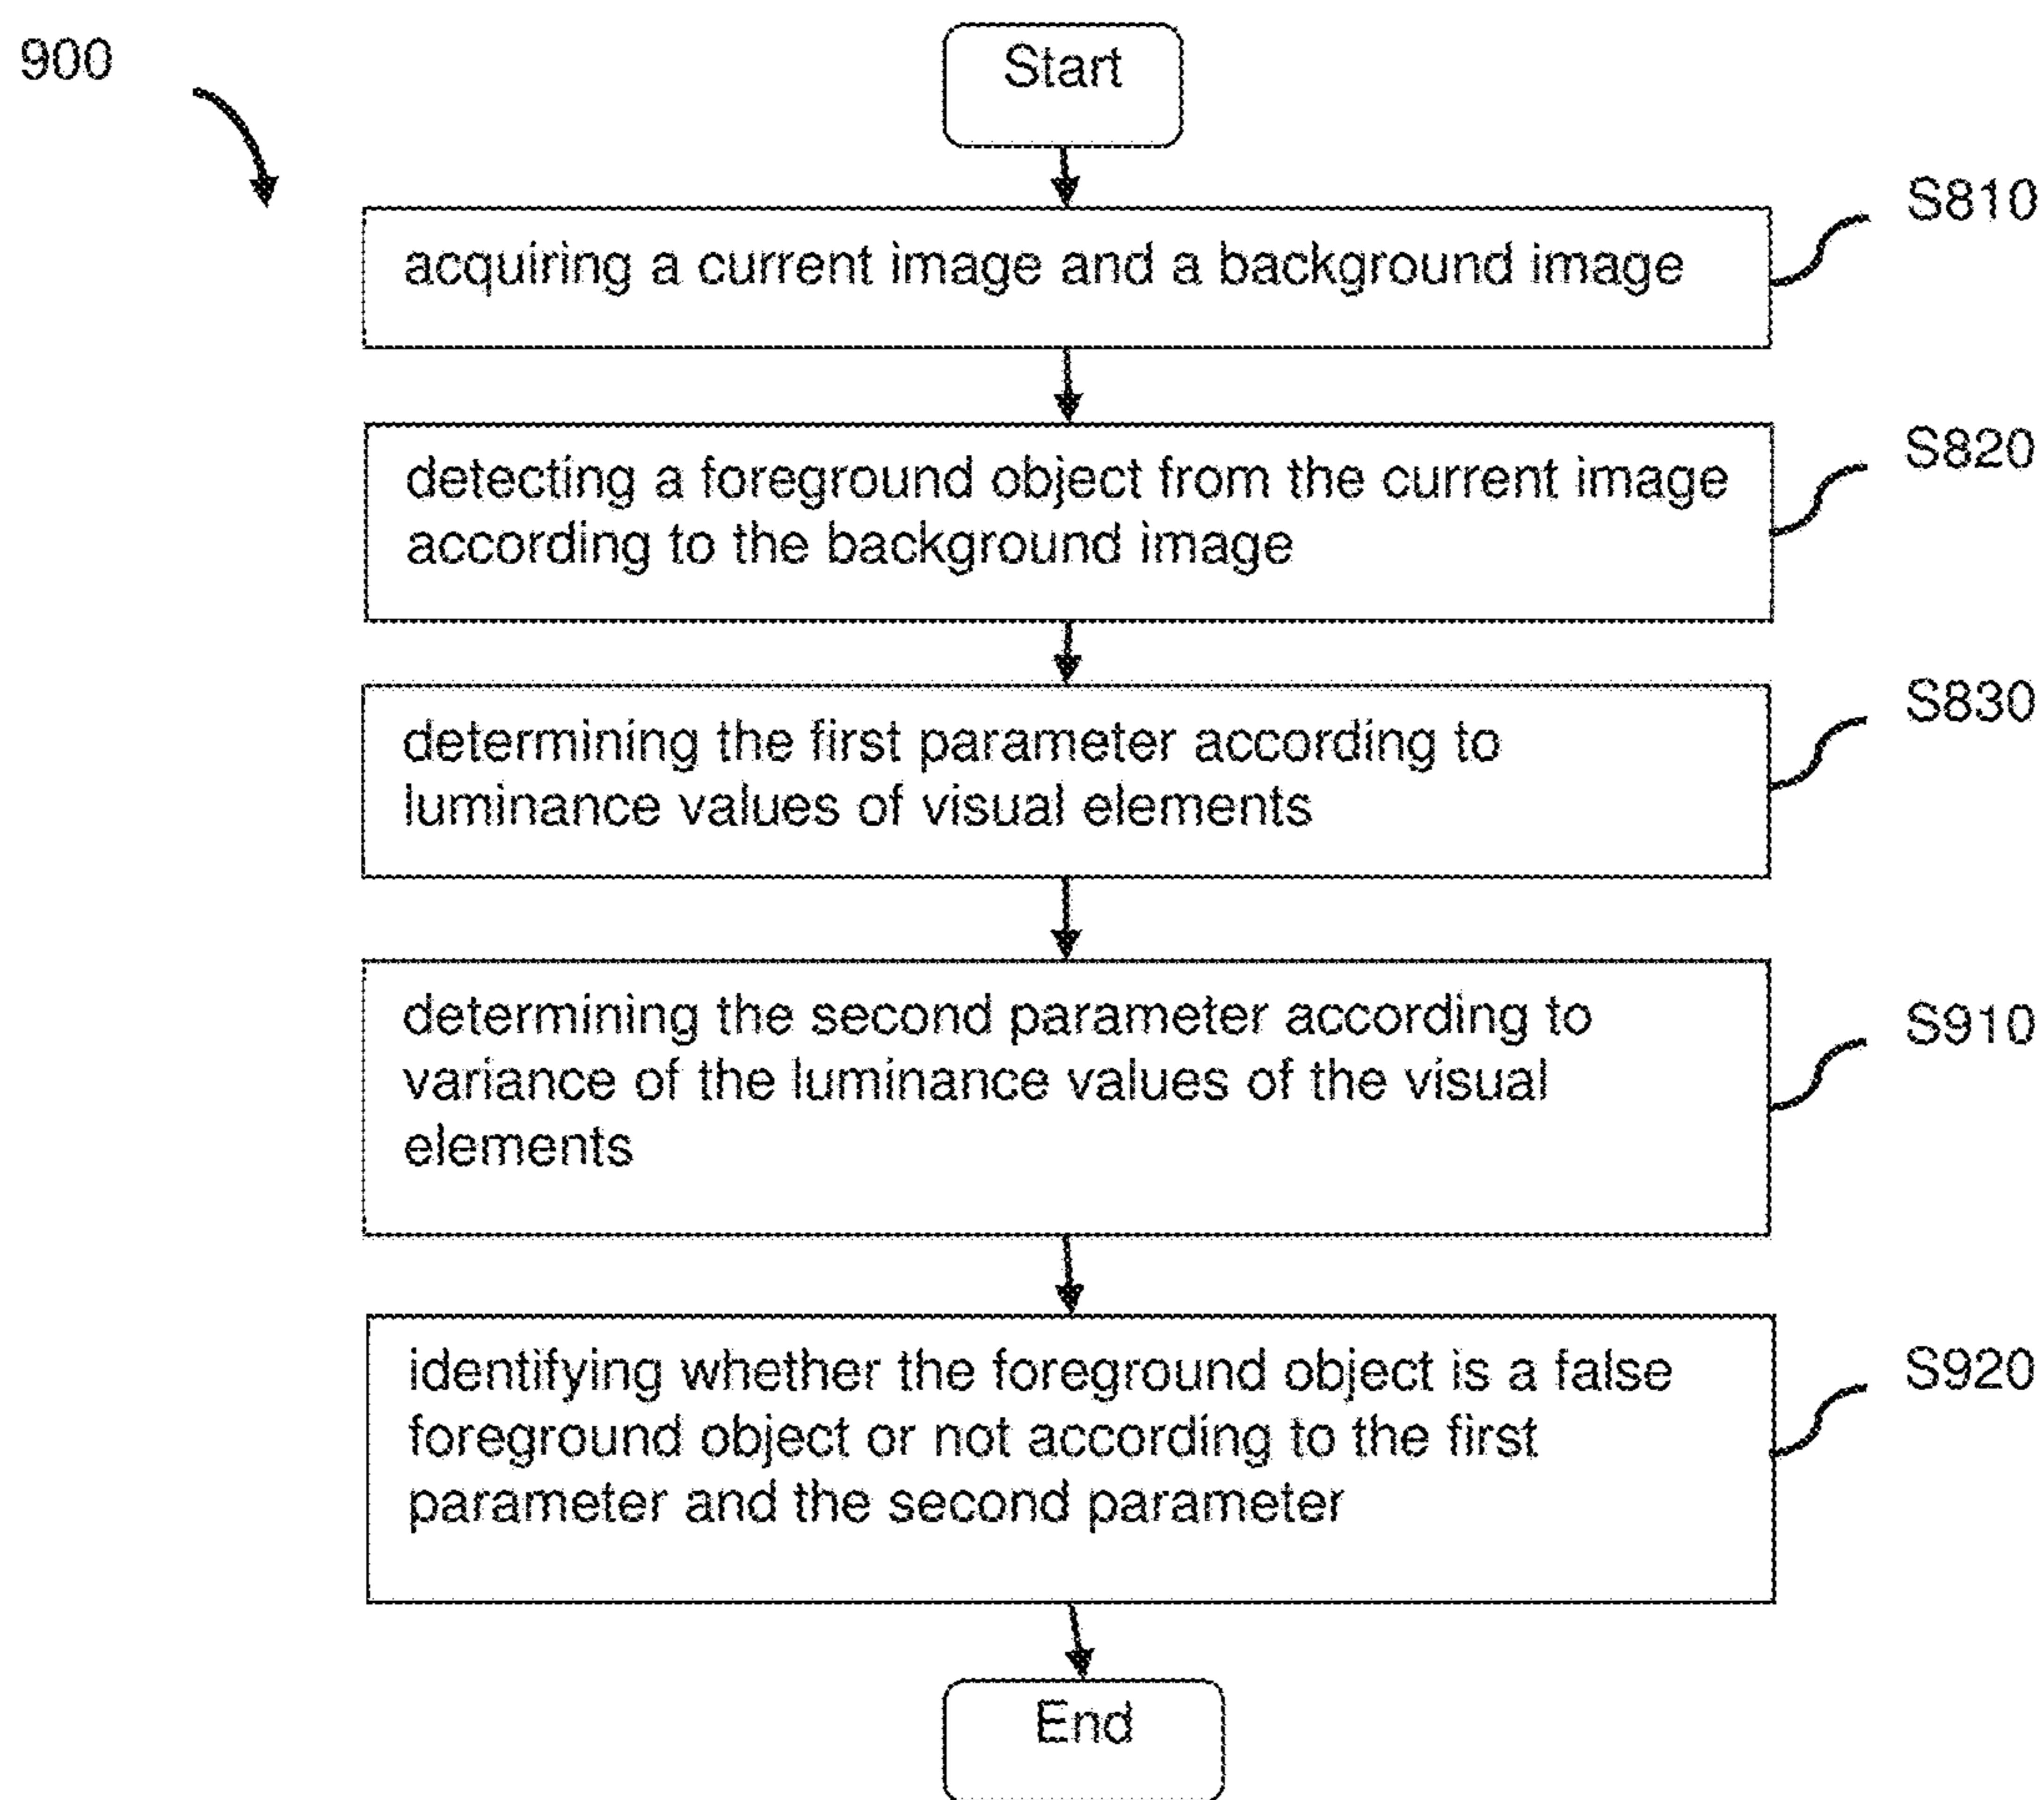 900
Start
S810
acquiring a current image and a background image
S820
detecting a foreground object from the current image
according to the background image
S830
determining the first parameter according to
luminance values of visual elements
S910
determining the second parameter according to
variance of the luminance values of the visual
elements
S920
identifying whether the foreground object is a false
foreground object or not according to the first
parameter and the second parameter
End